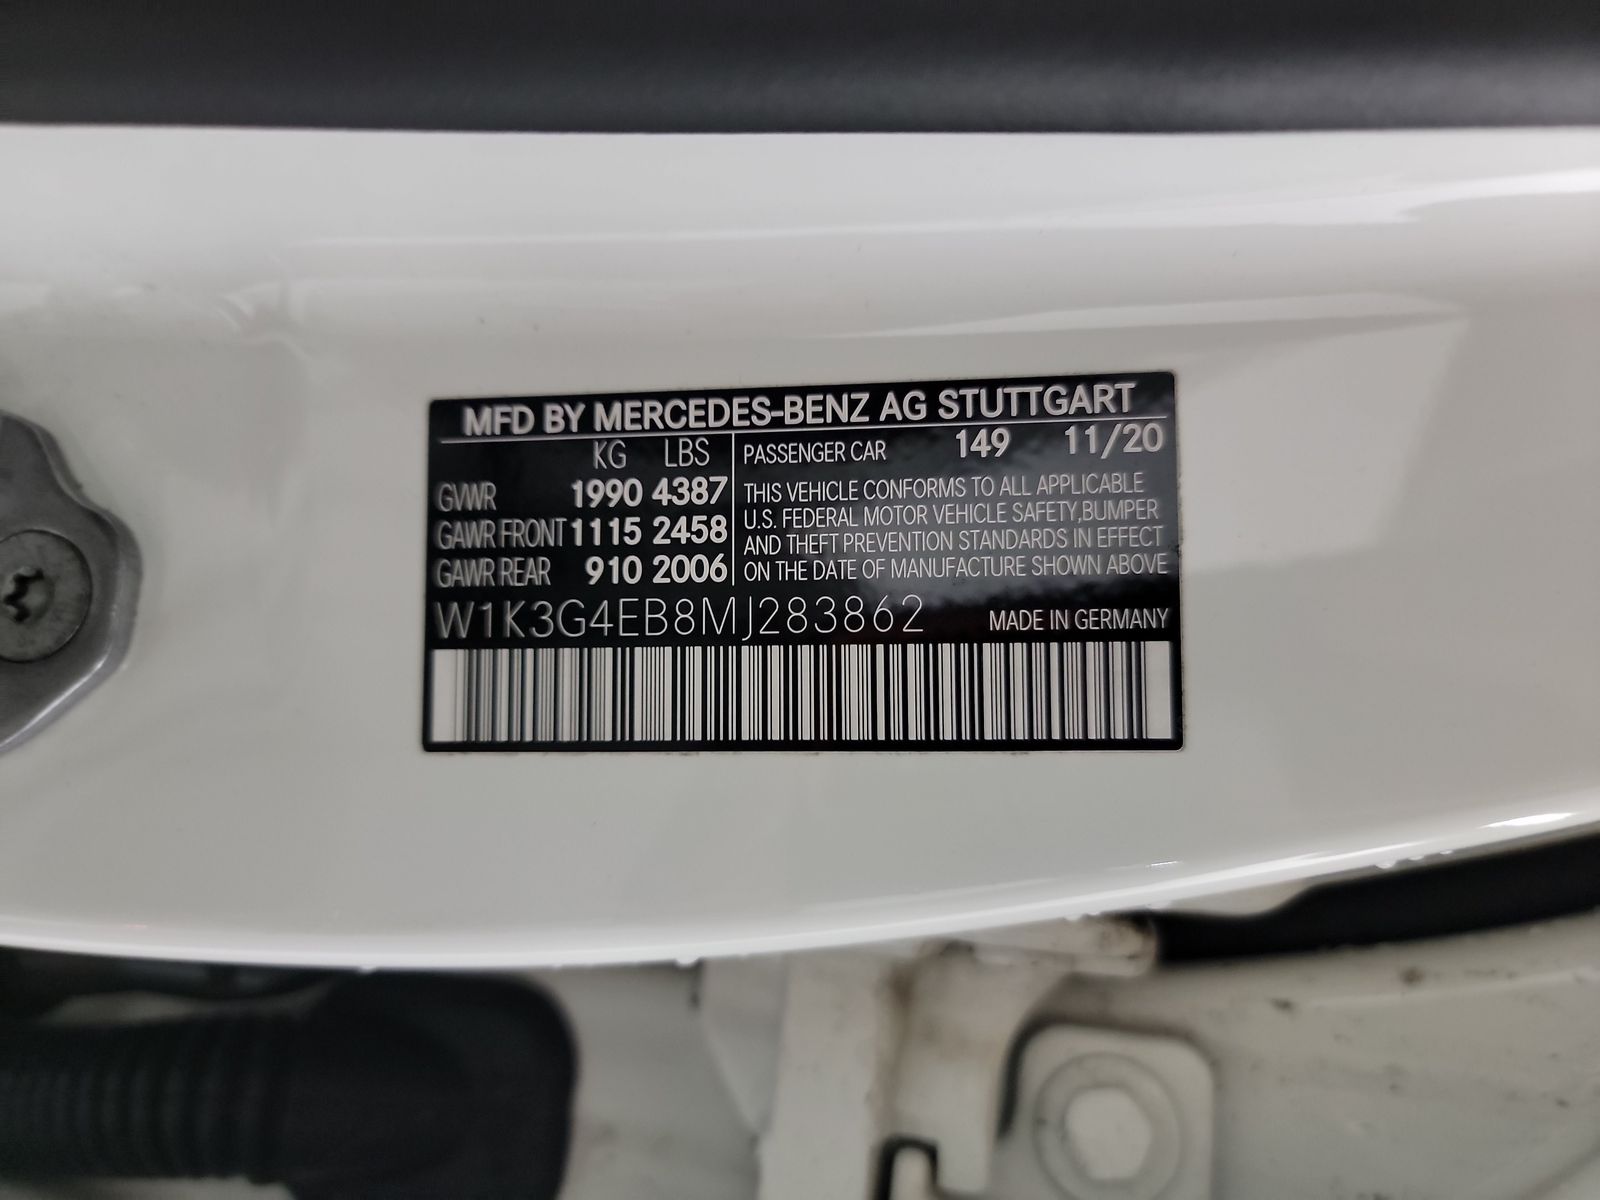 MFD BY MERCEDES-BENZ AG STUTTGART
KG LBS
GVWR 1990 4387
GAWR FRONT 1115 2458
GAWR REAR 910 2006
PASSENGER CAR 149 11/20
THIS VEHICLE CONFORMS TO ALL APPLICABLE
U.S. FEDERAL MOTOR VEHICLE SAFETY,BUMPER
AND THEFT PREVENTION STANDARDS IN EFFECT
ON THE DATE OF MANUFACTURE SHOWN ABOVE
W1K3G4EB8MJ283862 MADE IN GERMANY